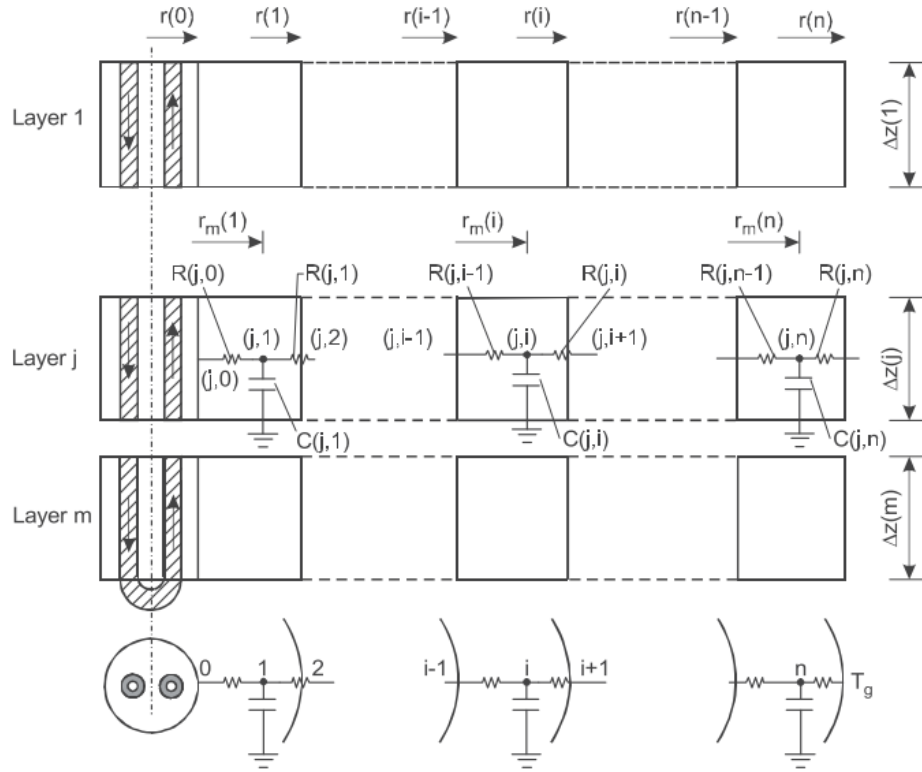 r(0) r(1) r(i-1) r(i) r(n-1) r(n)
Layer 1
Δz(1)
r_m(1) r_m(i) r_m(n)
R(j,0) R(j,1) R(j,i-1) R(j,i) R(j,n-1) R(j,n)
Layer j
(j,1) (j,2) (j,i-1) (j,i) (j,i+1) (j,n)
(j,0)
Δz(j)
C(j,1) C(j,i) C(j,n)
Layer m
Δz(m)
0 1 2 i-1 i i+1 n T_g